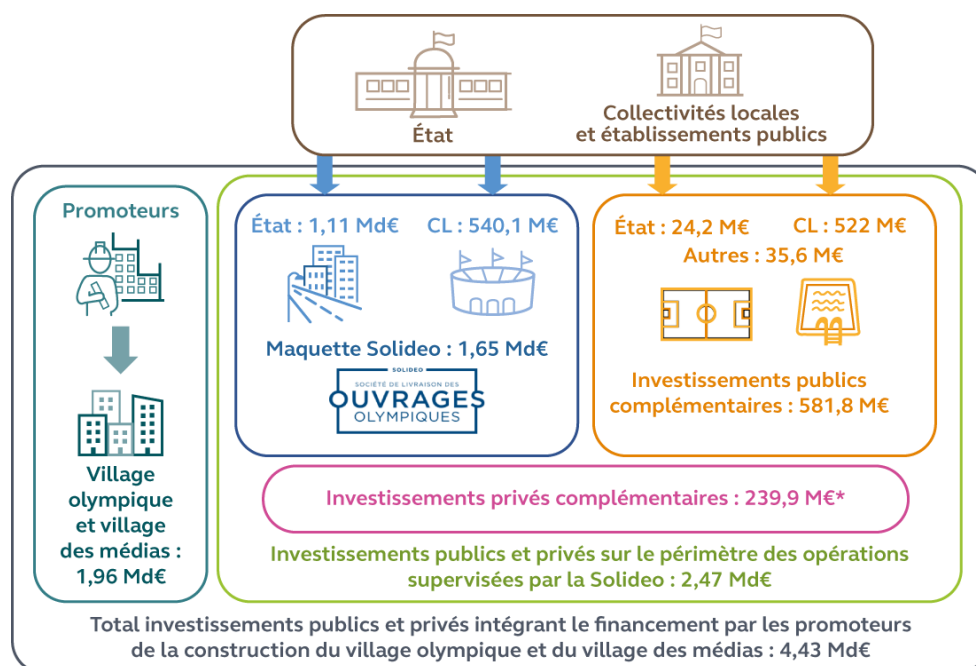 État
Collectivités locales
et établissements publics
Promoteurs
Village
olympique
et village
des médias :
1,96 Md€
État : 1,11 Md€
CL : 540,1 M€
Maquette Solideo : 1,65 Md€
SOLIDEO
SOCIÉTÉ DE LIVRAISON DES
OUVRAGES
OLYMPIQUES
État : 24,2 M€
CL : 522 M€
Autres : 35,6 M€
Investissements publics
complémentaires : 581,8 M€
Investissements privés complémentaires : 239,9 M€*
Investissements publics et privés sur le périmètre des opérations
supervisées par la Solideo : 2,47 Md€
Total investissements publics et privés intégrant le financement par les promoteurs
de la construction du village olympique et du village des médias : 4,43 Md€